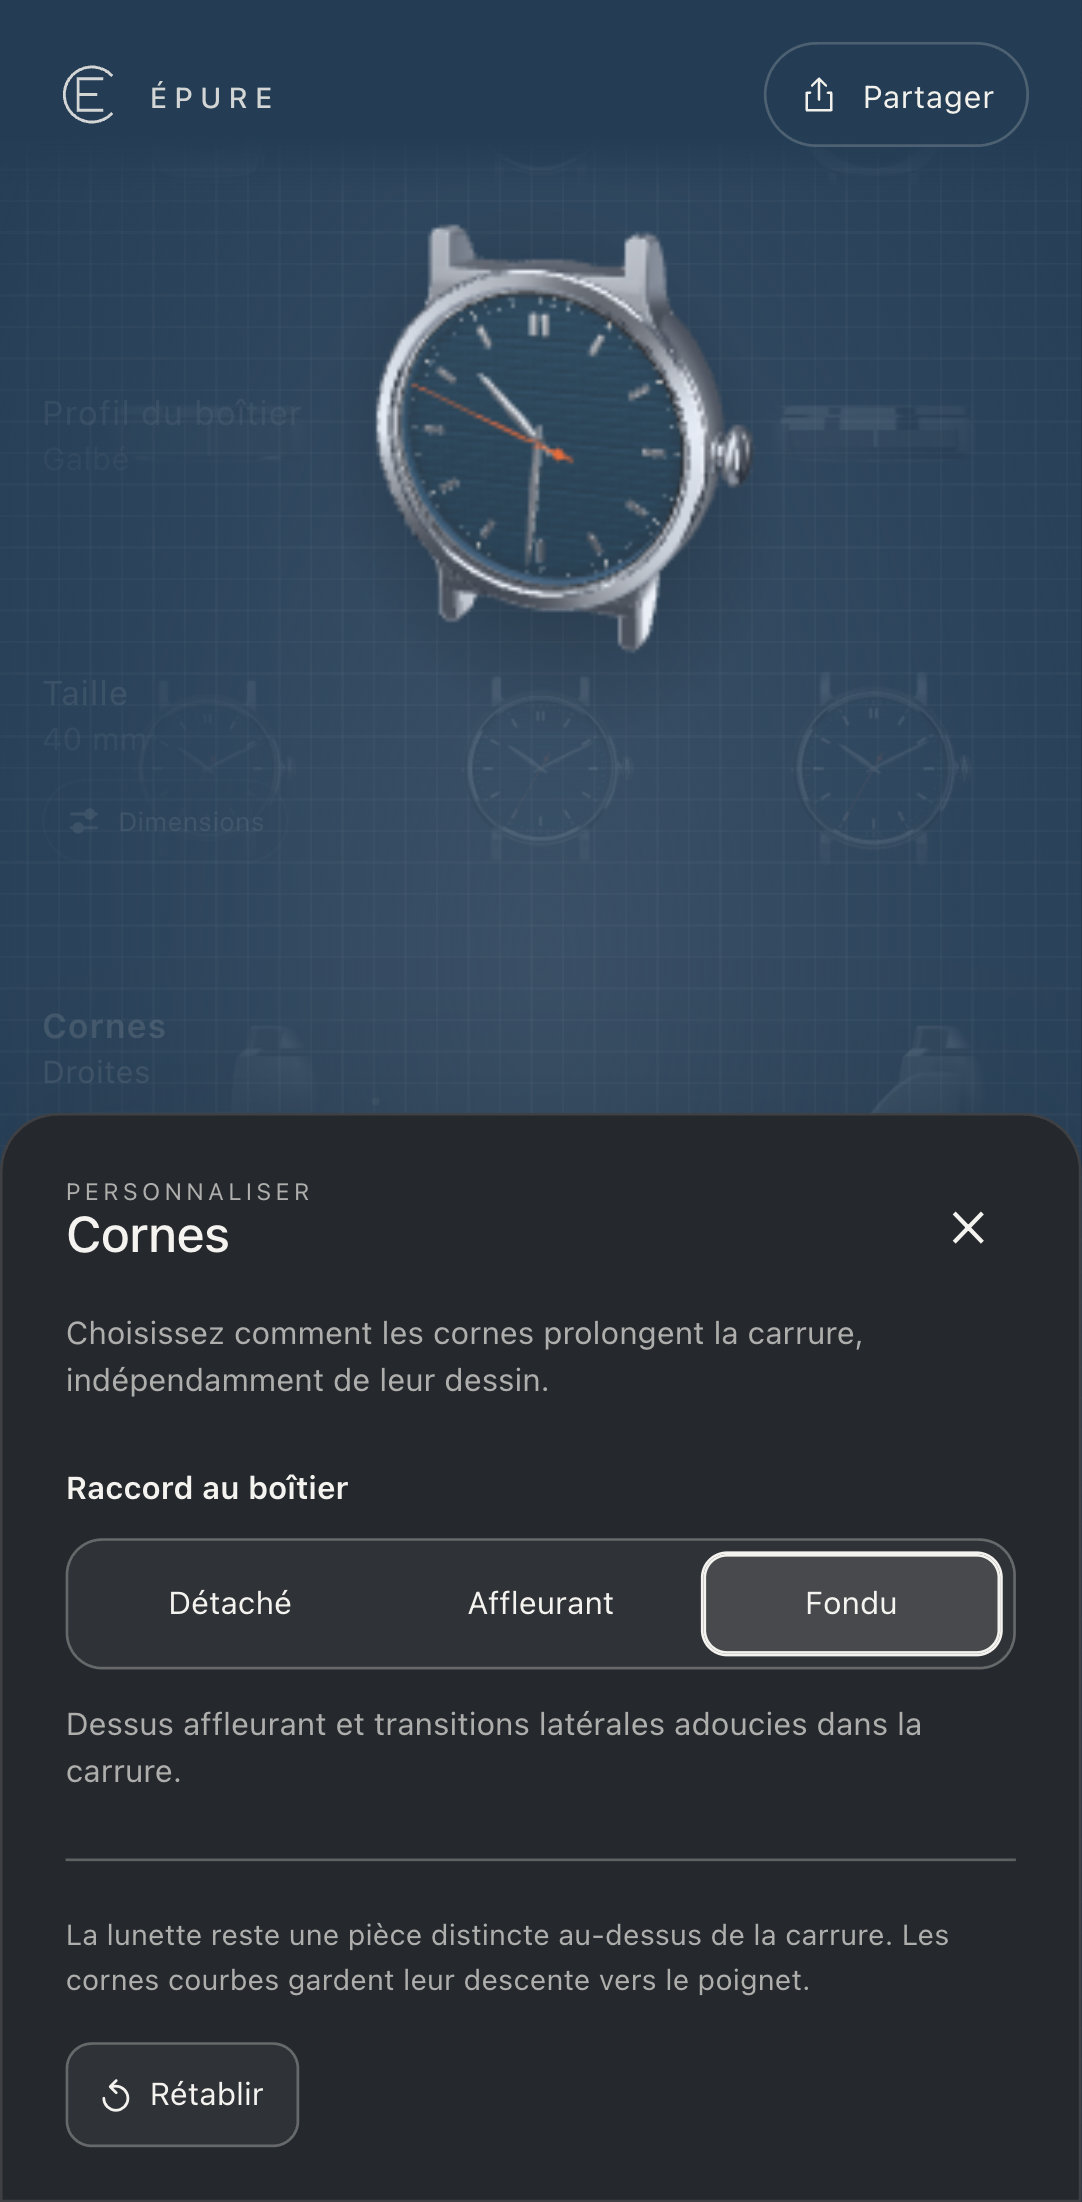 ÉPURE
Partager
Profil du boîtier
Galbé
Taille
40 mm
Dimensions
Cornes
Droites
PERSONNALISER
Cornes
Choisissez comment les cornes prolongent la carrure,
indépendamment de leur dessin.
Raccord au boîtier
Détaché
Affleurant
Fondu
Dessus affleurant et transitions latérales adoucies dans la
carrure.
La lunette reste une pièce distincte au-dessus de la carrure. Les
cornes courbes gardent leur descente vers le poignet.
Rétablir